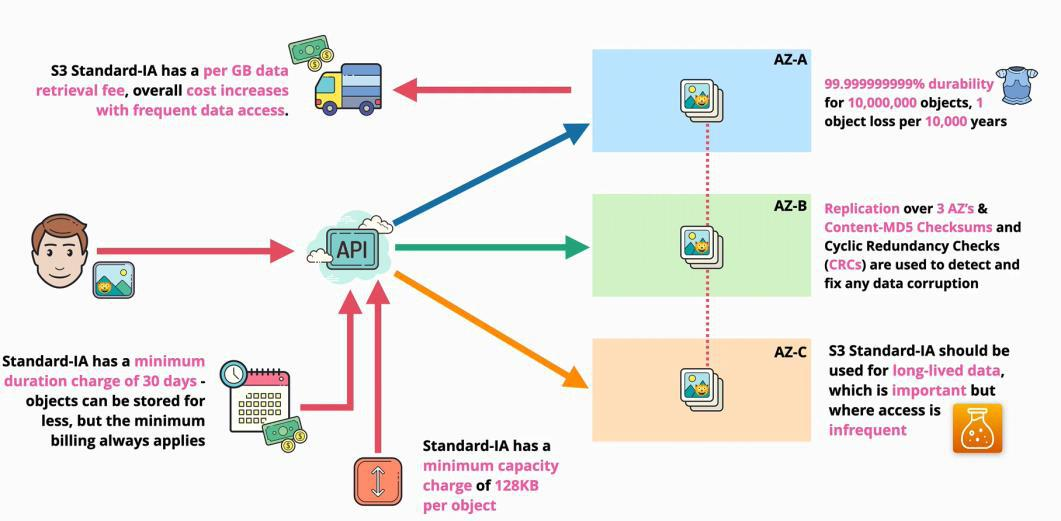 S3 Standard-IA has a per GB data
retrieval fee, overall cost increases
with frequent data access.
AZ-A
99.999999999% durability
for 10,000,000 objects, 1
object loss per 10,000 years
API
AZ-B
Replication over 3 AZ's &
Content-MD5 Checksums and
Cyclic Redundancy Checks
(CRCs) are used to detect and
fix any data corruption
Standard-IA has a minimum
duration charge of 30 days -
objects can be stored for
less, but the minimum
billing always applies
Standard-IA has a
minimum capacity
charge of 128KB
per object
AZ-C
S3 Standard-IA should be
used for long-lived data,
which is important but
where access is
infrequent